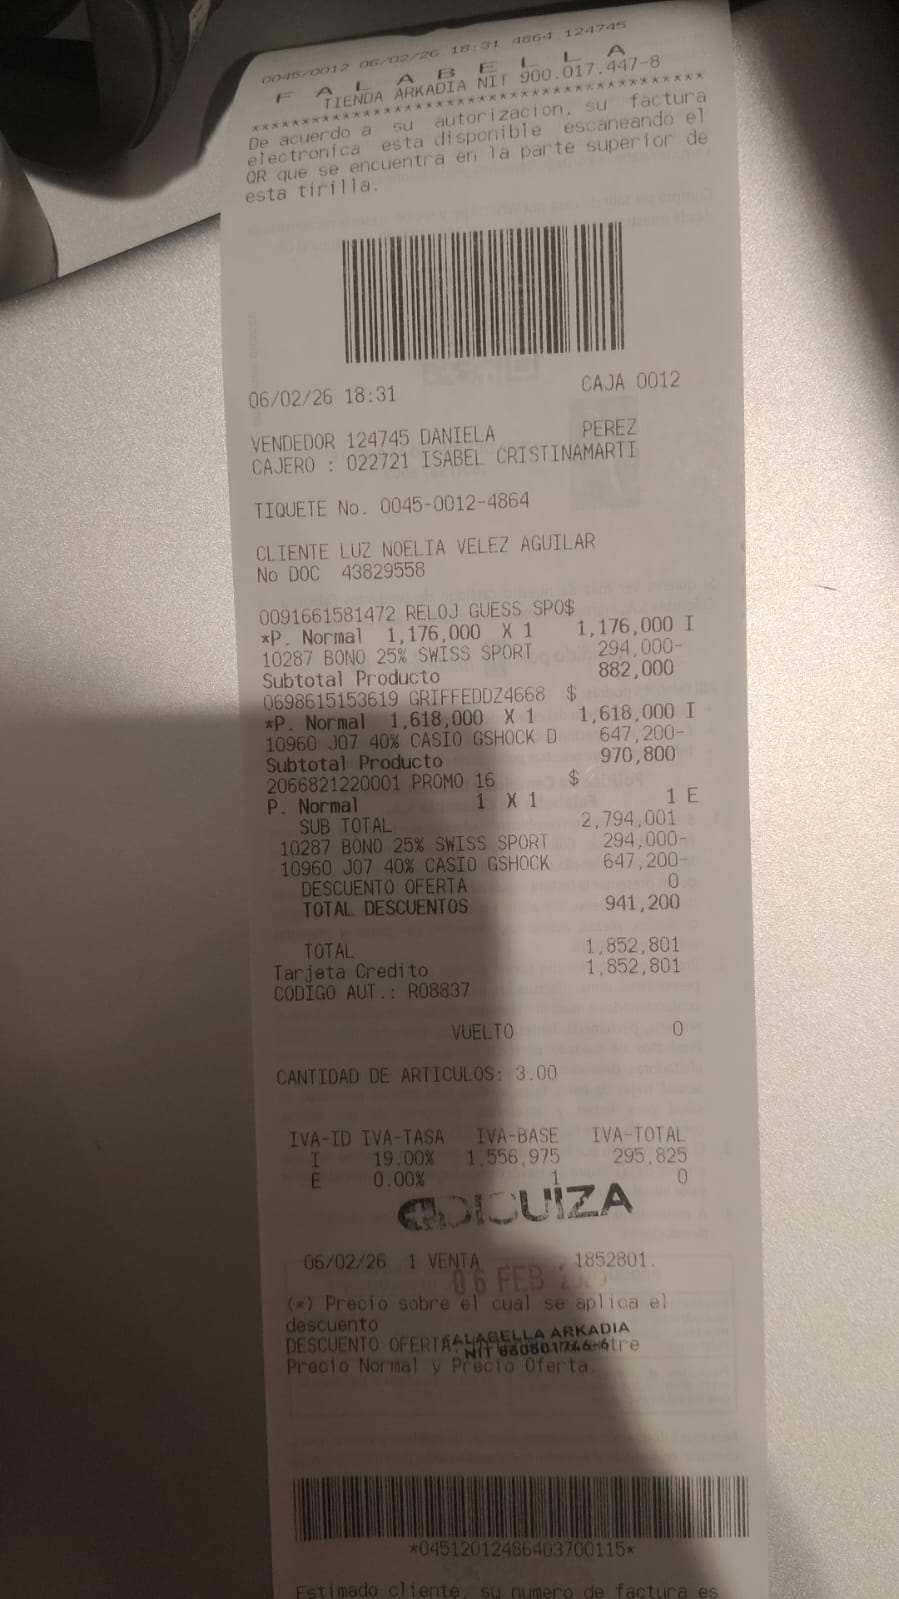 0045/0012 06/02/26 18:31 4864 124745
F A L A B E L L A
TIENDA ARKADIA NIT 900.017.447-8
****************************************
De acuerdo a su autorizacion, su factura
electronica esta disponible escaneando el
QR que se encuentra en la parte superior de
esta tirilla.
06/02/26 18:31 CAJA 0012
VENDEDOR 124745 DANIELA PEREZ
CAJERO : 022721 ISABEL CRISTINAMARTI
TIQUETE No. 0045-0012-4864
CLIENTE LUZ NOELIA VELEZ AGUILAR
No DOC 43829558
0091661581472 RELOJ GUESS SPO$
*P. Normal 1,176,000 X 1 1,176,000 I
10287 BONO 25% SWISS SPORT 294,000-
Subtotal Producto 882,000
0698615153619 GRIFFEDDZ4668 $
*P. Normal 1,618,000 X 1 1,618,000 I
10960 J07 40% CASIO GSHOCK D 647,200-
Subtotal Producto 970,800
2066821220001 PROMO 16 $
P. Normal 1 X 1 1 E
SUB TOTAL 2,794,001
10287 BONO 25% SWISS SPORT 294,000-
10960 J07 40% CASIO GSHOCK 647,200-
DESCUENTO OFERTA 0
TOTAL DESCUENTOS 941,200
TOTAL 1,852,801
Tarjeta Credito 1,852,801
CODIGO AUT.: R08837
VUELTO 0
CANTIDAD DE ARTICULOS: 3.00
IVA-ID IVA-TASA IVA-BASE IVA-TOTAL
I 19.00% 1,556,975 295,825
E 0.00% 1 0
06/02/26 1 VENTA 1852801.
06 FEB
(*) Precio sobre el cual se aplica el
descuento
FALABELLA ARKADIA
DESCUENTO OFERTA:
NIT
Precio Normal y Precio Oferta.
*04512012486403700115*
Estimado cliente, su numero de factura es